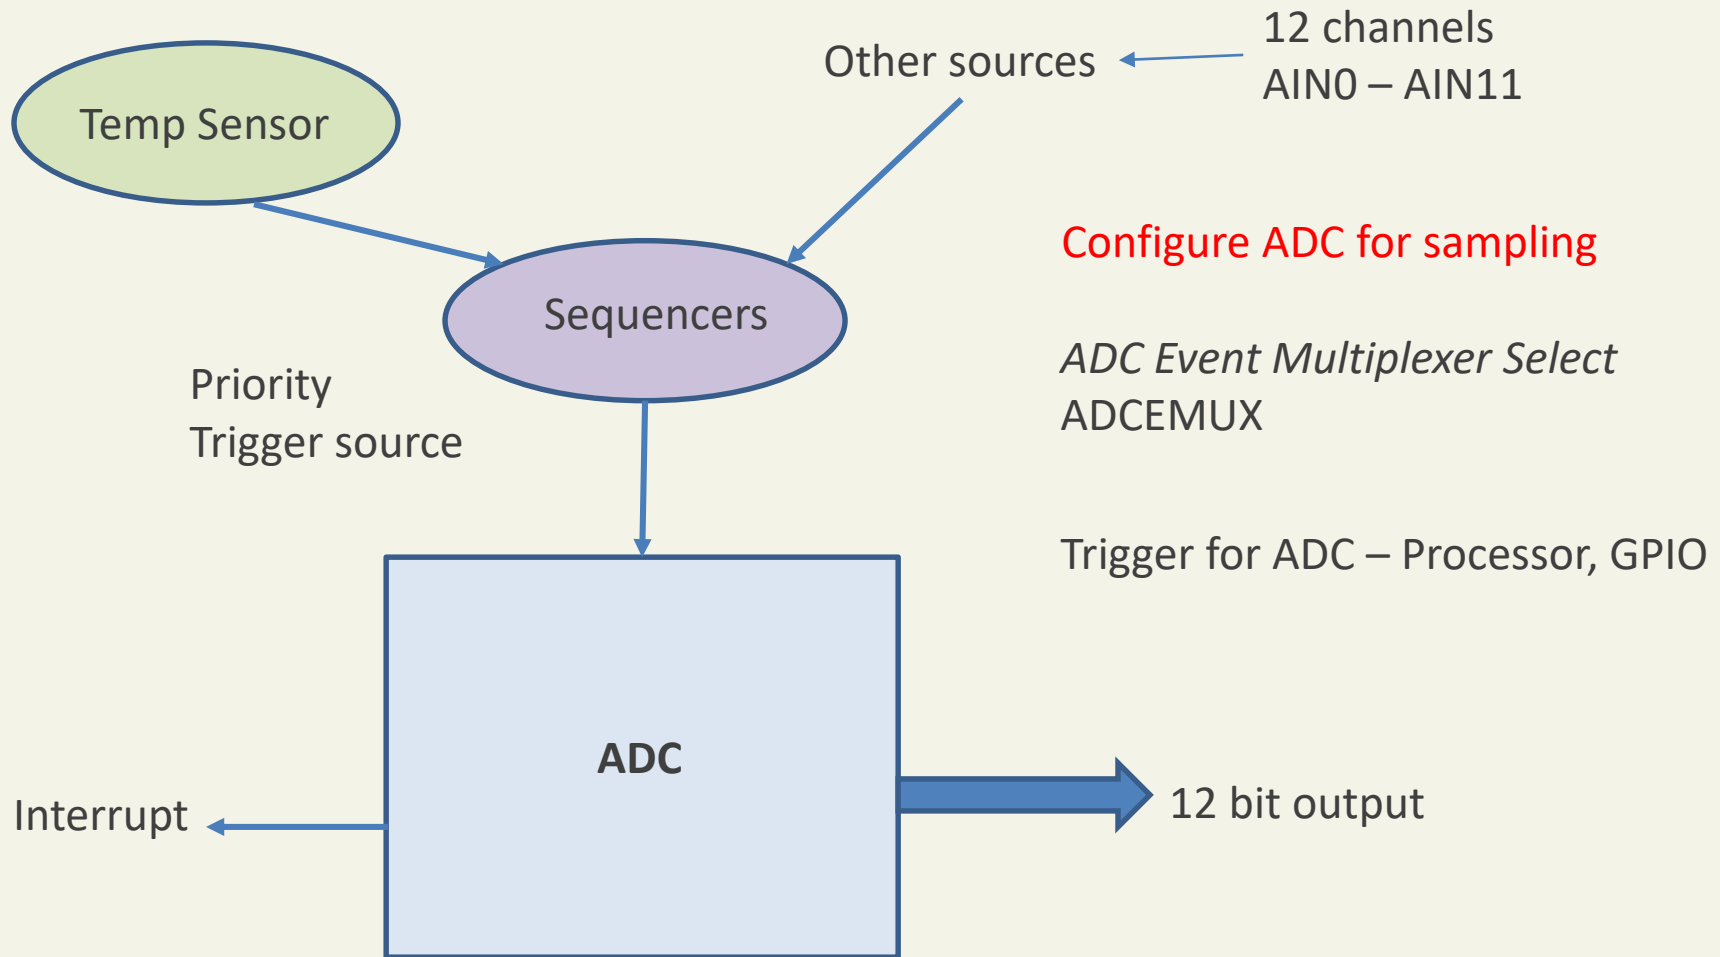 12 channels
AIN0 – AIN11
Other sources
Temp Sensor
Configure ADC for sampling
Sequencers
ADC Event Multiplexer Select
ADCEMUX
Priority
Trigger source
Trigger for ADC – Processor, GPIO
ADC
Interrupt
12 bit output